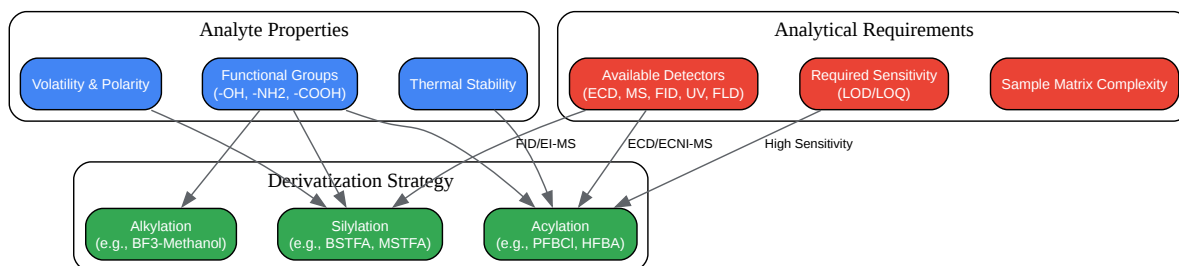 Analyte Properties
Analytical Requirements
Volatility & Polarity
Functional Groups
(-OH, -NH2, -COOH)
Thermal Stability
Available Detectors
(ECD, MS, FID, UV, FLD)
Required Sensitivity
(LOD/LOQ)
Sample Matrix Complexity
FID/EI-MS
ECD/ECNI-MS
High Sensitivity
Derivatization Strategy
Alkylation
(e.g., BF3-Methanol)
Silylation
(e.g., BSTFA, MSTFA)
Acylation
(e.g., PFBCl, HFBA)